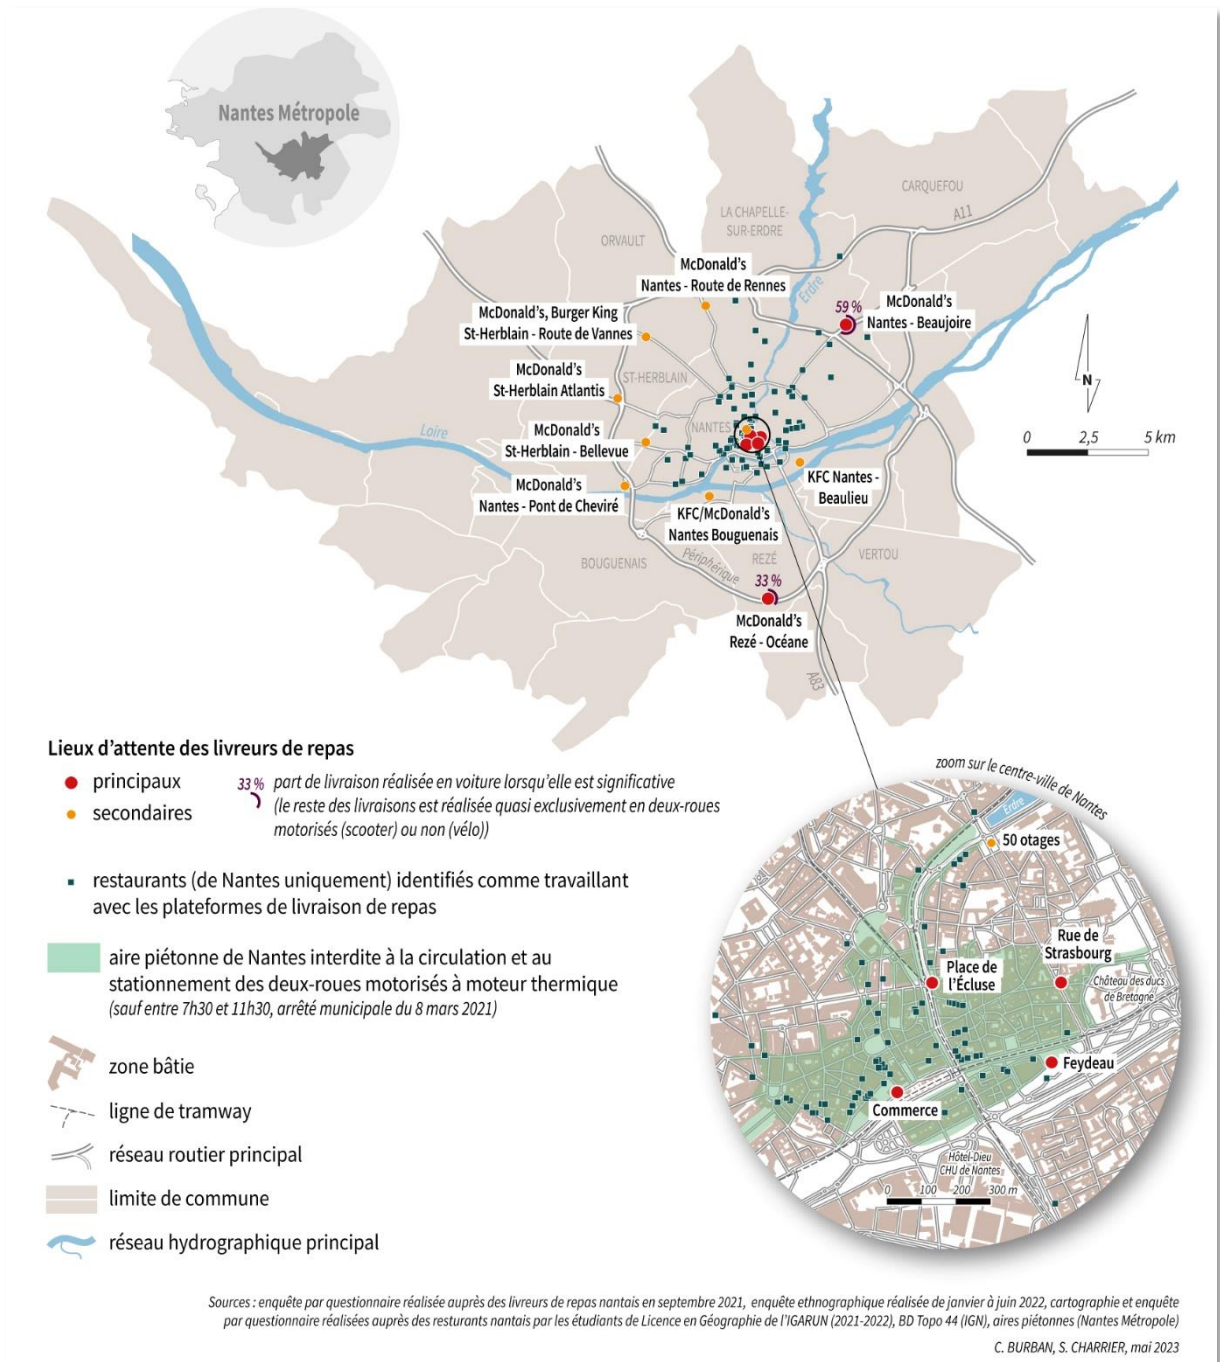 Nantes Métropole
CARQUEFOU
A11
LA CHAPELLE-
SUR-ERDRE
ORVAULT
McDonald's
Nantes - Route de Rennes
Erdre
59 %
McDonald's
Nantes - Beaujoire
McDonald's, Burger King
St-Herblain - Route de Vannes
McDonald's
St-Herblain Atlantis
ST-HERBLAIN
N
0 2,5 5 km
Loire
NANTES
McDonald's
St-Herblain - Bellevue
McDonald's
Nantes - Pont de Cheviré
KFC Nantes -
Beaulieu
KFC/McDonald's
Nantes Bouguenais
BOUGUENAIS
Périphérique
REZÉ
VERTOU
33 %
McDonald's
Rezé - Océane
A83
Lieux d'attente des livreurs de repas
principaux
secondaires
33 %
part de livraison réalisée en voiture lorsqu'elle est significative
(le reste des livraisons est réalisée quasi exclusivement en deux-roues
motorisés (scooter) ou non (vélo))
restaurants (de Nantes uniquement) identifiés comme travaillant
avec les plateformes de livraison de repas
aire piétonne de Nantes interdite à la circulation et au
stationnement des deux-roues motorisés à moteur thermique
(sauf entre 7h30 et 11h30, arrêté municipale du 8 mars 2021)
zone bâtie
ligne de tramway
réseau routier principal
limite de commune
réseau hydrographique principal
zoom sur le centre-ville de Nantes
Erdre
50 otages
Rue de
Strasbourg
Place de
l'Écluse
Château des ducs
de Bretagne
Feydeau
Commerce
Hôtel-Dieu
CHU de Nantes
0 100 200 300 m
Sources : enquête par questionnaire réalisée auprès des livreurs de repas nantais en septembre 2021, enquête ethnographique réalisée de janvier à juin 2022, cartographie et enquête
par questionnaire réalisées auprès des resturants nantais par les étudiants de Licence en Géographie de l'IGARUN (2021-2022), BD Topo 44 (IGN), aires piétonnes (Nantes Métropole)
C. BURBAN, S. CHARRIER, mai 2023